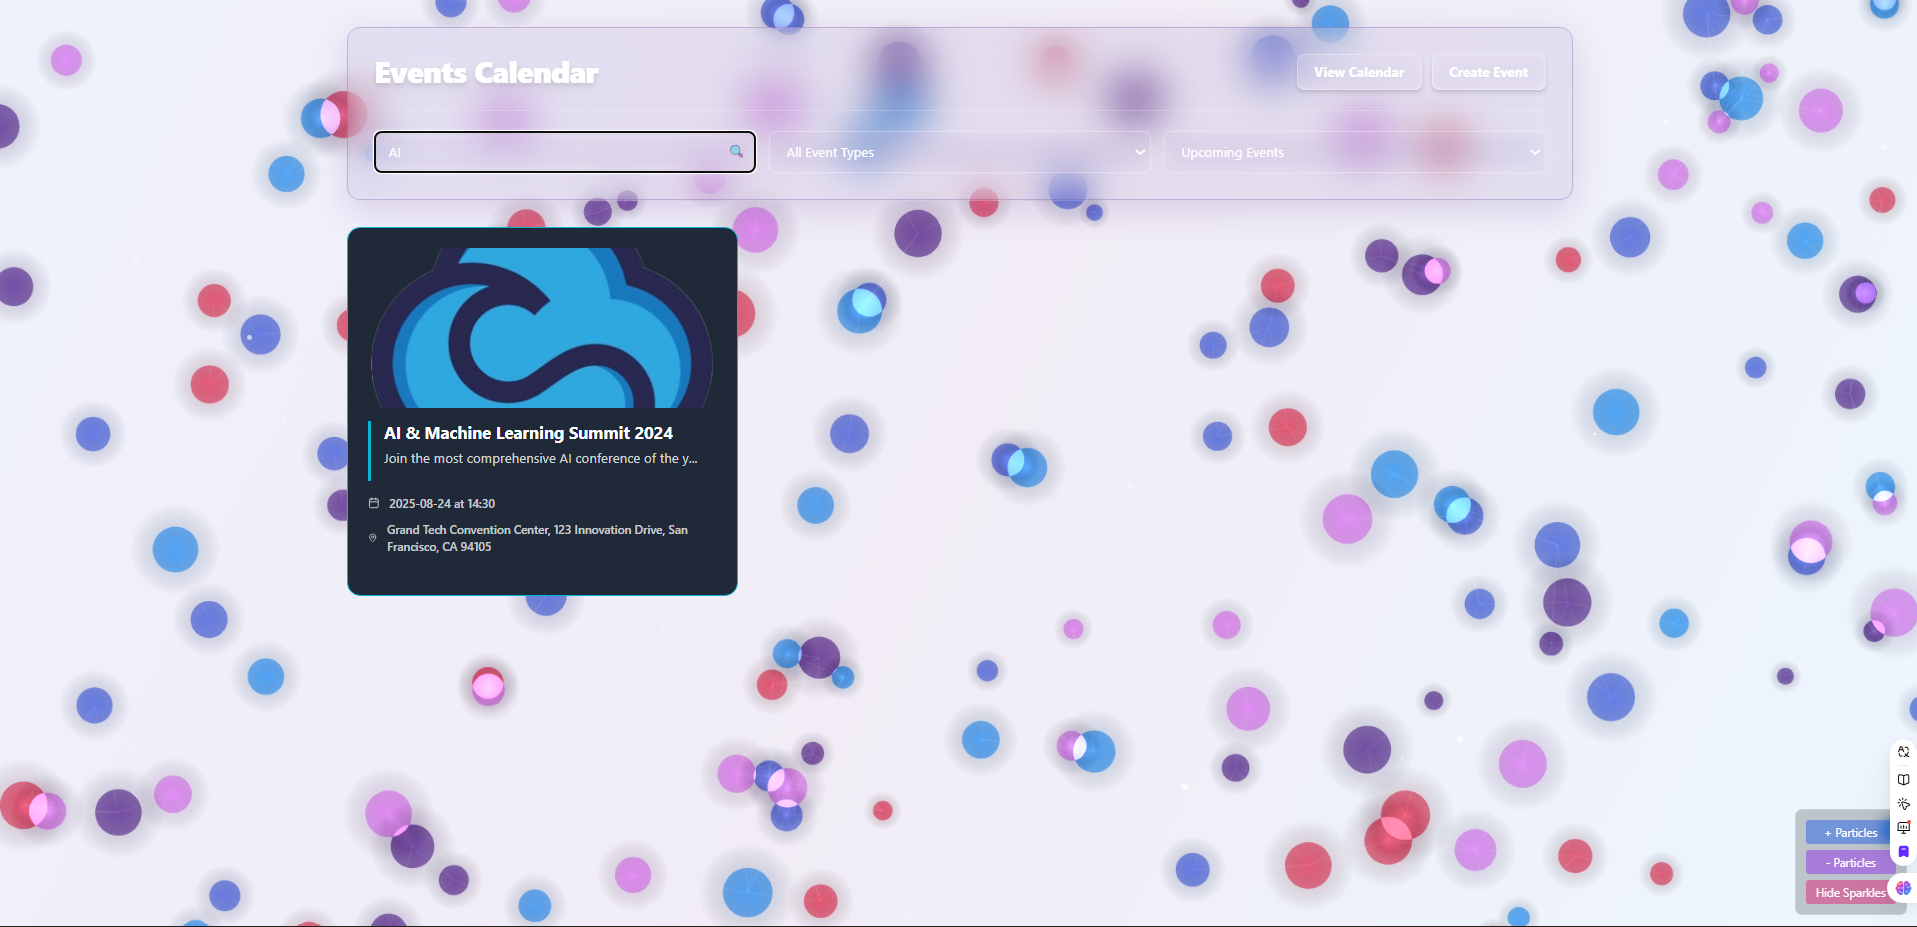 Events Calendar
View Calendar
Create Event
AI
All Event Types
Upcoming Events
AI & Machine Learning Summit 2024
Join the most comprehensive AI conference of the y...
2025-08-24 at 14:30
Grand Tech Convention Center, 123 Innovation Drive, San
Francisco, CA 94105
+ Particles
- Particles
Hide Sparkles